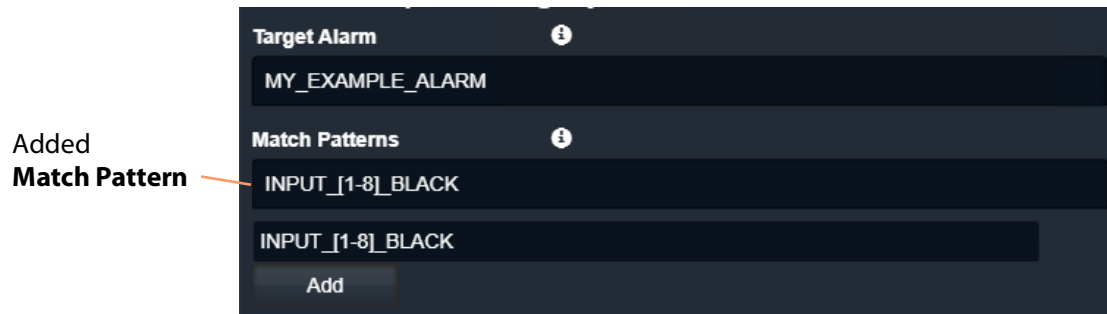 Target Alarm
MY_EXAMPLE_ALARM
Added
Match Pattern
Match Patterns
INPUT_[1-8]_BLACK
INPUT_[1-8]_BLACK
Add